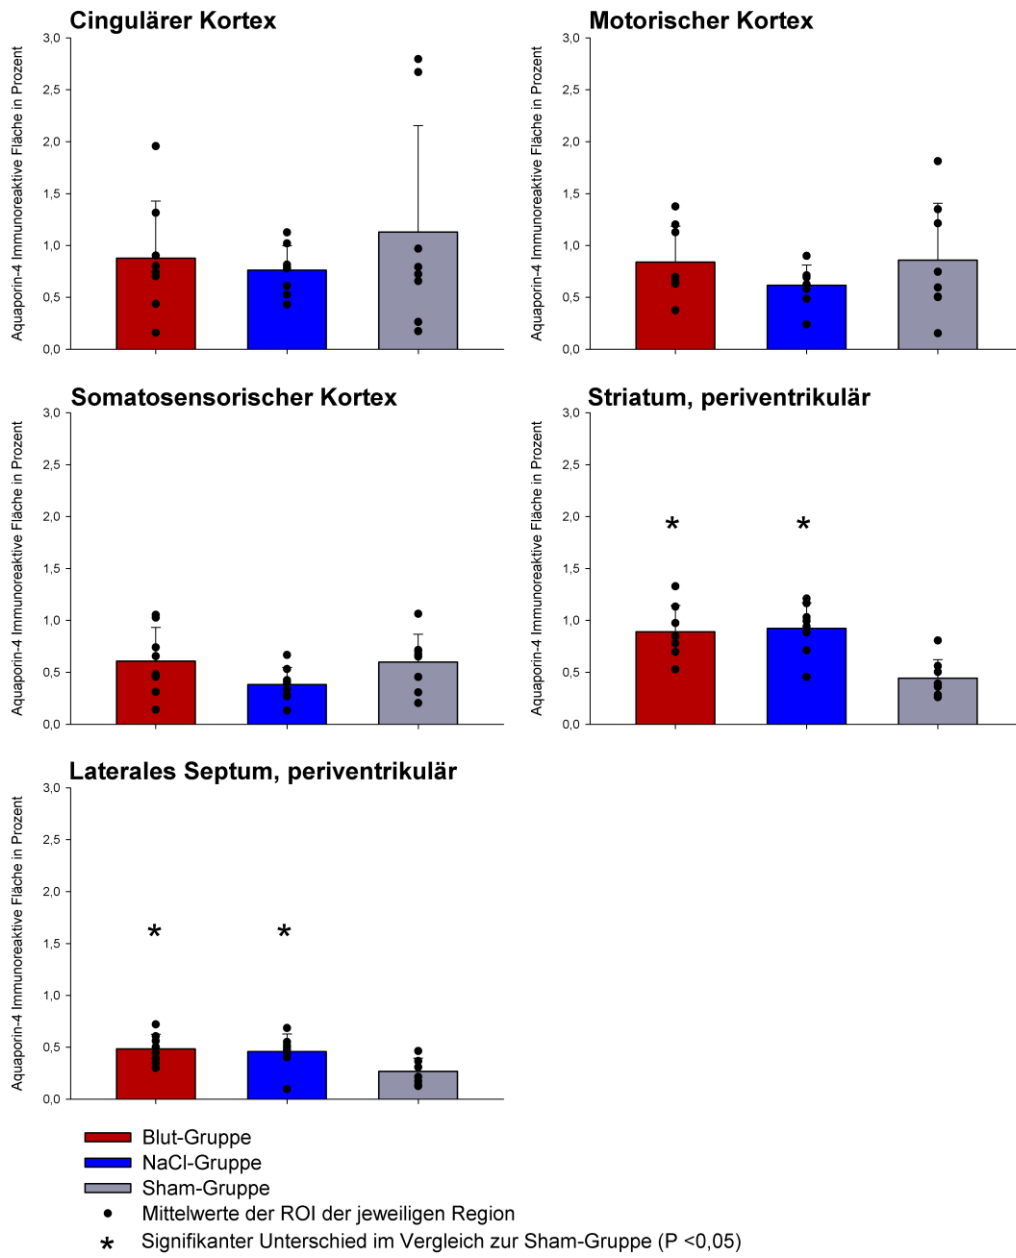 Cingulärer Kortex
Aquaporin-4 Immunoreaktive Fläche in Prozent
3,0
2,5
2,0
1,5
1,0
0,5
0,0
Motorischer Kortex
Aquaporin-4 Immunoreaktive Fläche in Prozent
3,0
2,5
2,0
1,5
1,0
0,5
0,0
Somatosensorischer Kortex
Aquaporin-4 Immunoreaktive Fläche in Prozent
3,0
2,5
2,0
1,5
1,0
0,5
0,0
Striatum, periventrikulär
Aquaporin-4 Immunoreaktive Fläche in Prozent
3,0
2,5
2,0
1,5
1,0
0,5
0,0
* *
Laterales Septum, periventrikulär
Aquaporin-4 Immunoreaktive Fläche in Prozent
3,0
2,5
2,0
1,5
1,0
0,5
0,0
* *
Blut-Gruppe
NaCl-Gruppe
Sham-Gruppe
● Mittelwerte der ROI der jeweiligen Region
* Signifikanter Unterschied im Vergleich zur Sham-Gruppe (P <0,05)